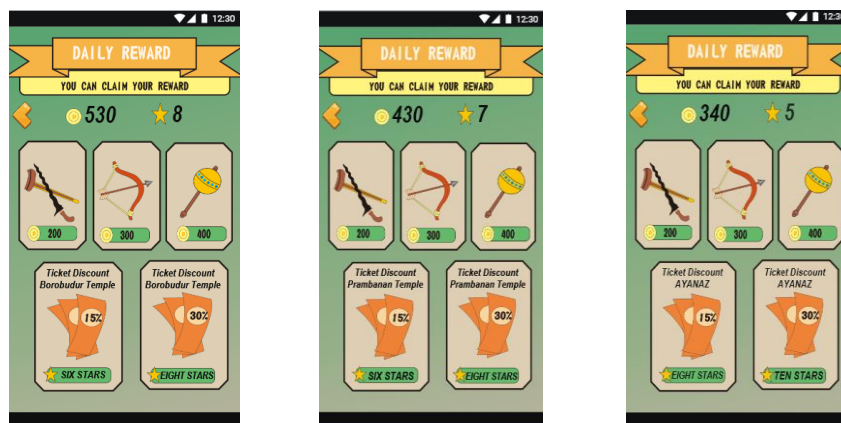 12:30
DAILY REWARD
YOU CAN CLAIM YOUR REWARD
530 8
200 300 400
Ticket Discount
Borobudur Temple
15%
SIX STARS
Ticket Discount
Borobudur Temple
30%
EIGHT STARS
12:30
DAILY REWARD
YOU CAN CLAIM YOUR REWARD
430 7
200 300 400
Ticket Discount
Prambanan Temple
15%
SIX STARS
Ticket Discount
Prambanan Temple
30%
EIGHT STARS
12:3
DAILY REWARD
YOU CAN CLAIM YOUR REWARD
340 5
200 300 400
Ticket Discount
AYANAZ
15%
EIGHT STARS
Ticket Discount
AYANAZ
30%
TEN STARS